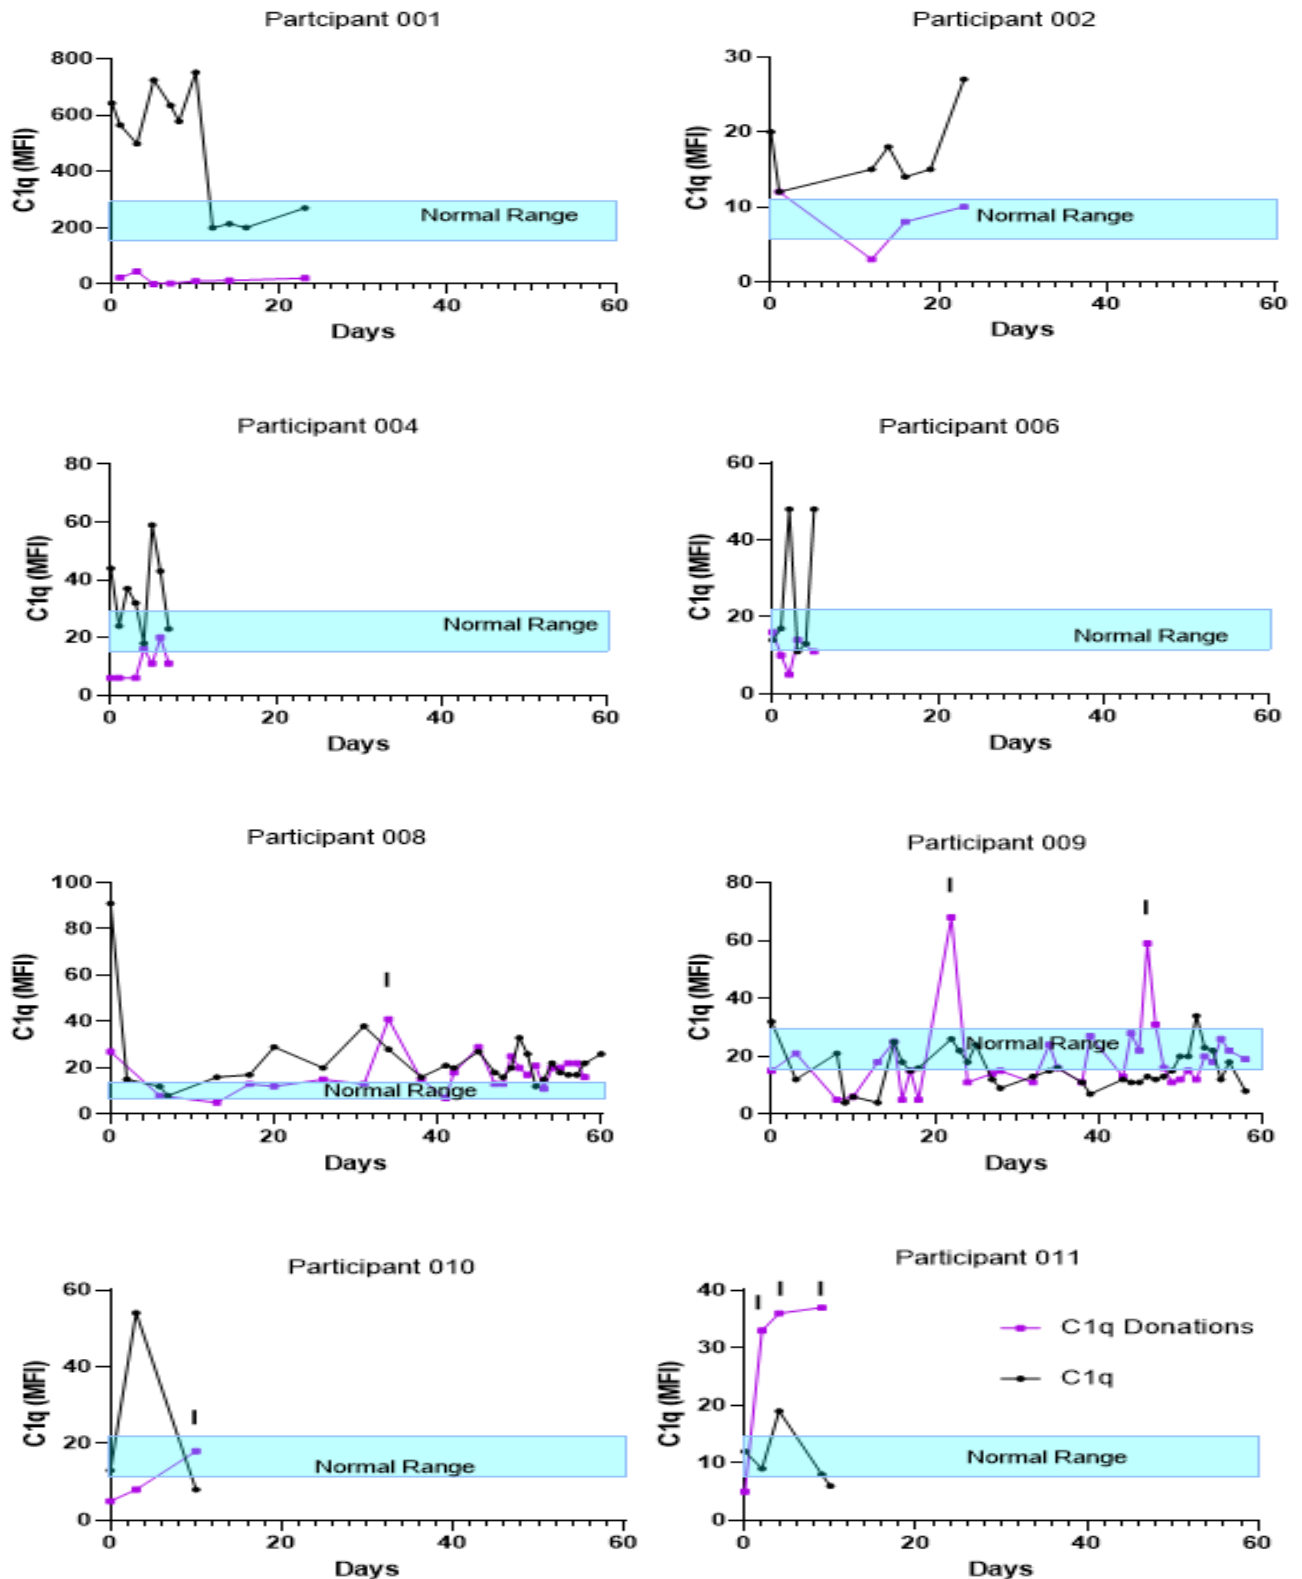 Partcipant 001
C1q (MFI)
800
600
400
200
0
Normal Range
0 20 40 60
Days
Participant 002
C1q (MFI)
30
20
10
0
Normal Range
0 20 40 60
Days
Participant 004
C1q (MFI)
80
60
40
20
0
Normal Range
0 20 40 60
Days
Participant 006
C1q (MFI)
60
40
20
0
Normal Range
0 20 40 60
Days
Participant 008
C1q (MFI)
100
80
60
40
20
0
I
Normal Range
0 20 40 60
Days
Participant 009
C1q (MFI)
80
60
40
20
0
I I
Normal Range
0 20 40 60
Days
Participant 010
C1q (MFI)
60
40
20
0
I
Normal Range
0 20 40 60
Days
Participant 011
C1q (MFI)
40
30
20
10
0
I I I
C1q Donations
C1q
Normal Range
0 20 40 60
Days